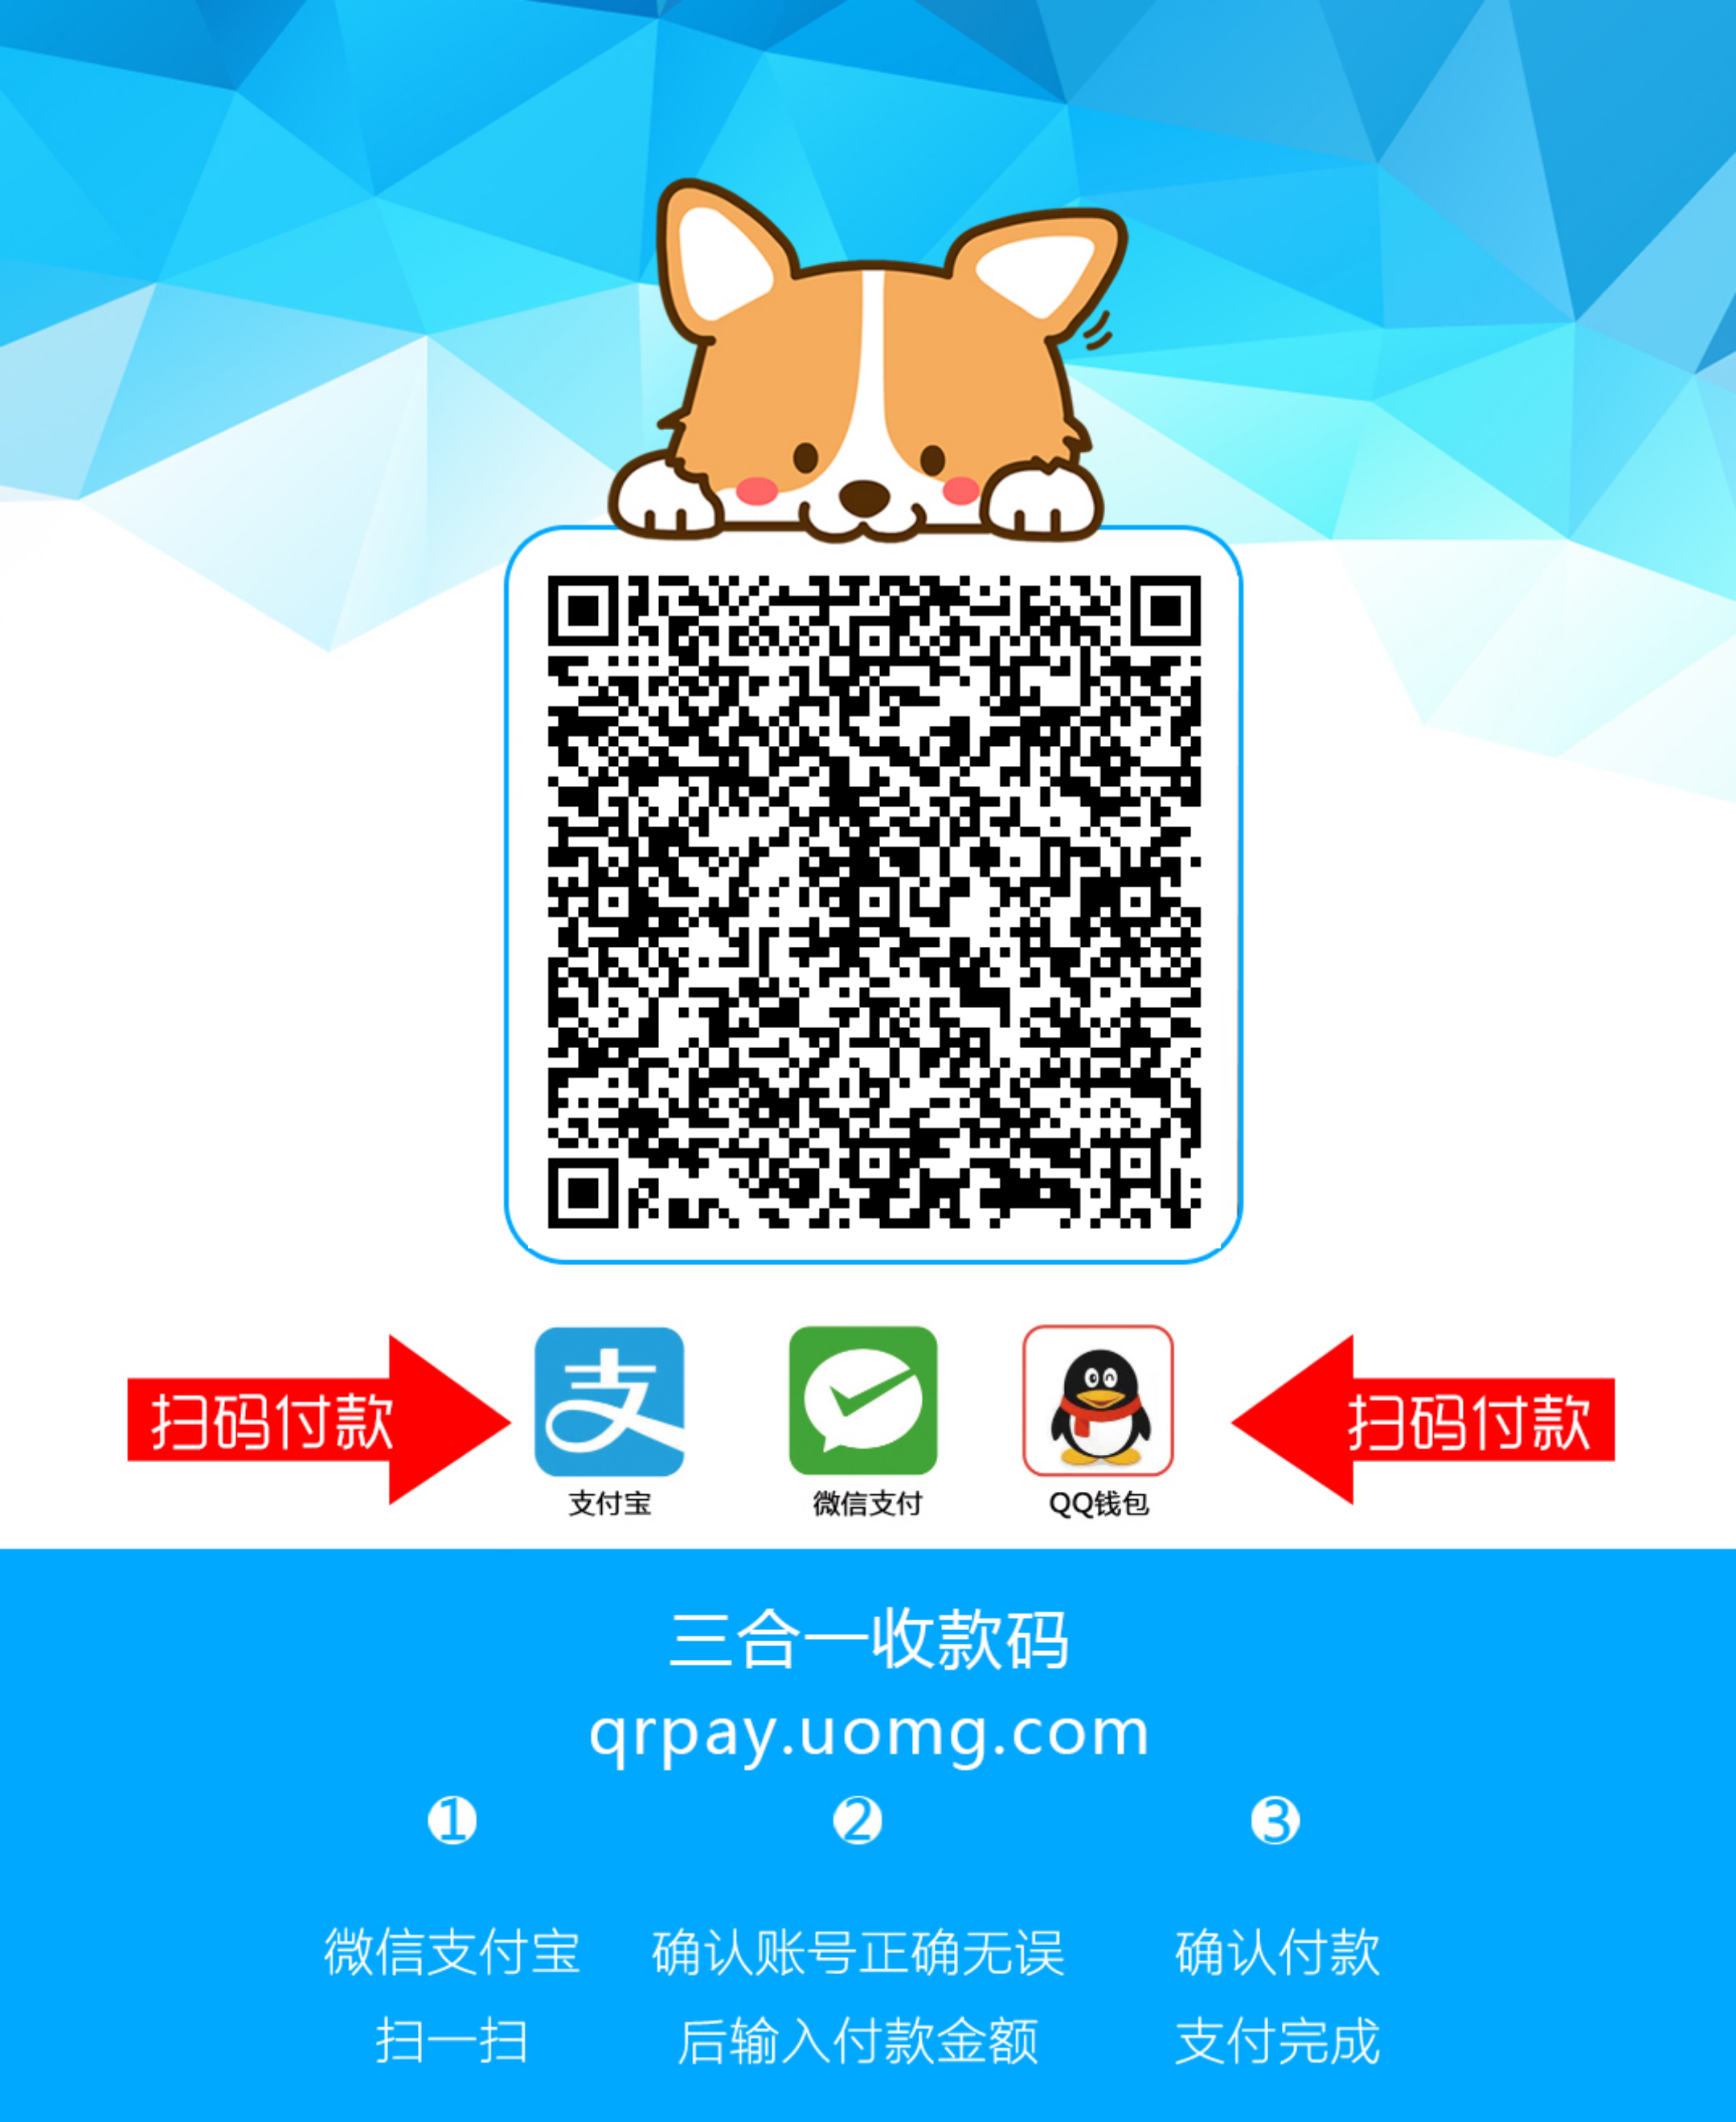 扫码付款
支
扫码付款
支付宝
微信支付
QQ钱包
三合一收款码
qrpay.uomg.com
1
2
3
微信支付宝
确认账号正确无误
确认付款
扫一扫
后输入付款金额
支付完成